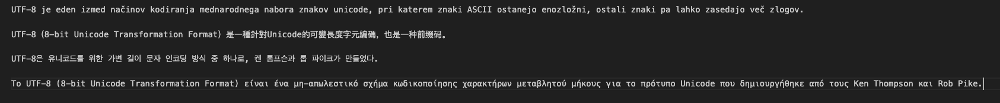 UTF-8 je eden izmed načinov kodiranja mednarodnega nabora znakov unicode, pri katerem znaki ASCII ostanejo enozložni, ostali znaki pa lahko zasedajo več zlogov.
UTF-8 (8-bit Unicode Transformation Format) 是一種針對Unicode的可變長度字元編碼，也是一种前缀码。
UTF-8은 유니코드를 위한 가변 길이 문자 인코딩 방식 중 하나로, 켄 톰프슨과 롭 파이크가 만들었다.
Το UTF-8 (8-bit Unicode Transformation Format) είναι ένα μη-απωλεστικό σχήμα κωδικοποίησης χαρακτήρων μεταβλητού μήκους για το πρότυπο Unicode που δημιουργήθηκε από τους Ken Thompson και Rob Pike.